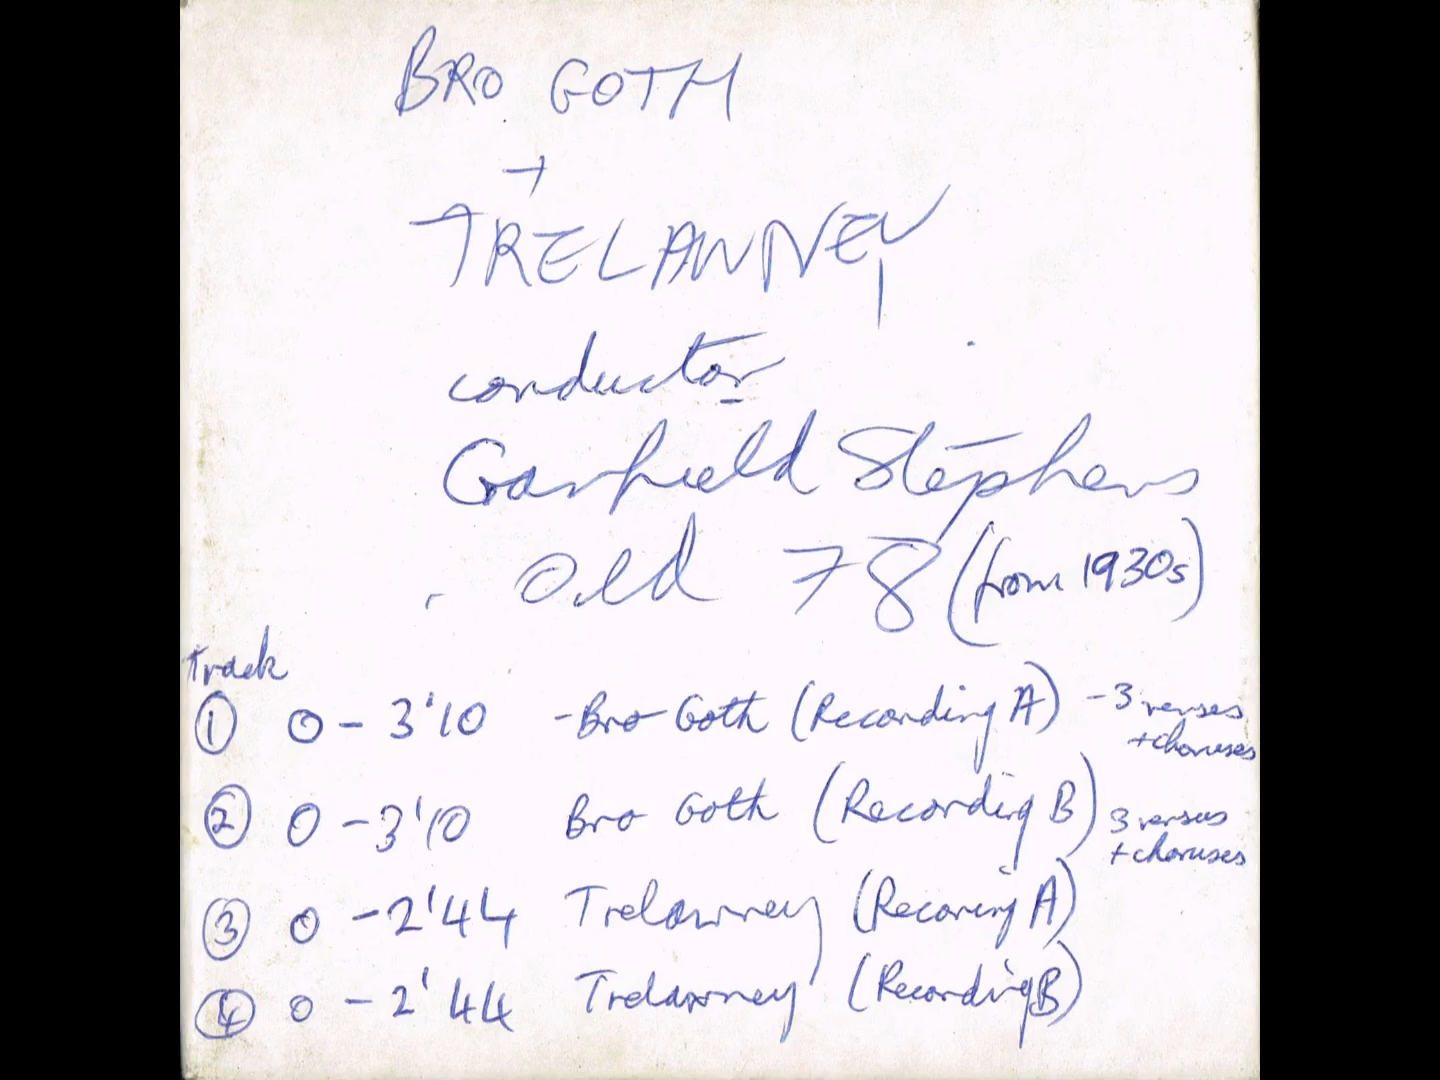 BRO GOTH
+
TRELAWNEY
conductor
Garfield Stephens
old 78 (from 1930s)
Track
① 0 - 3'10 - Bro Goth (Recording A) - 3 verses
+ choruses
② 0 - 3'10 Bro Goth (Recording B) 3 verses
+ choruses
③ 0 - 2'44 Trelawney (Recoring A)
④ 0 - 2'44 Trelawney (Recording B)